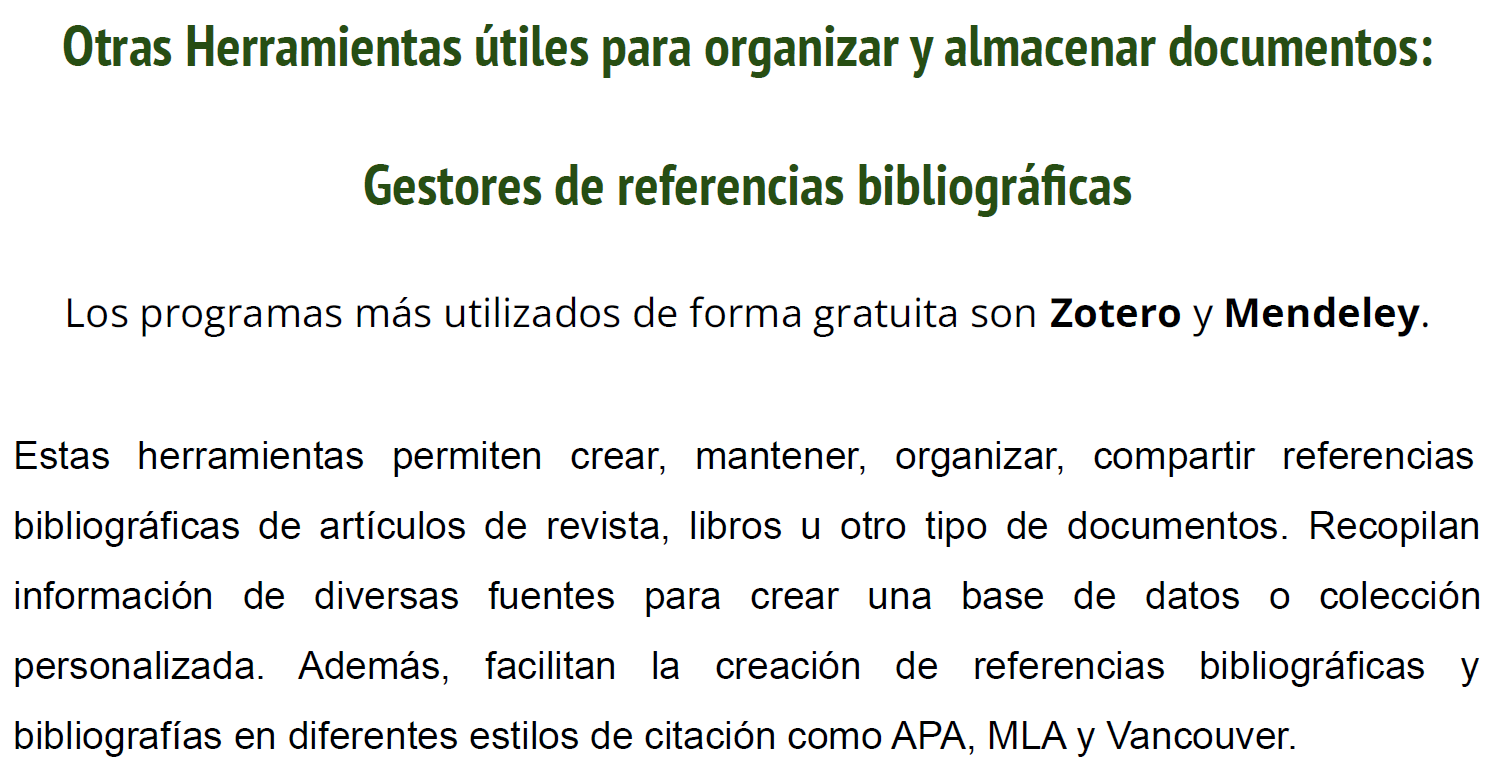 Otras Herramientas útiles para organizar y almacenar documentos:
Gestores de referencias bibliográficas
Los programas más utilizados de forma gratuita son Zotero y Mendeley.
Estas herramientas permiten crear, mantener, organizar, compartir referencias
bibliográficas de artículos de revista, libros u otro tipo de documentos. Recopilan
información de diversas fuentes para crear una base de datos o colección
personalizada. Además, facilitan la creación de referencias bibliográficas y
bibliografías en diferentes estilos de citación como APA, MLA y Vancouver.